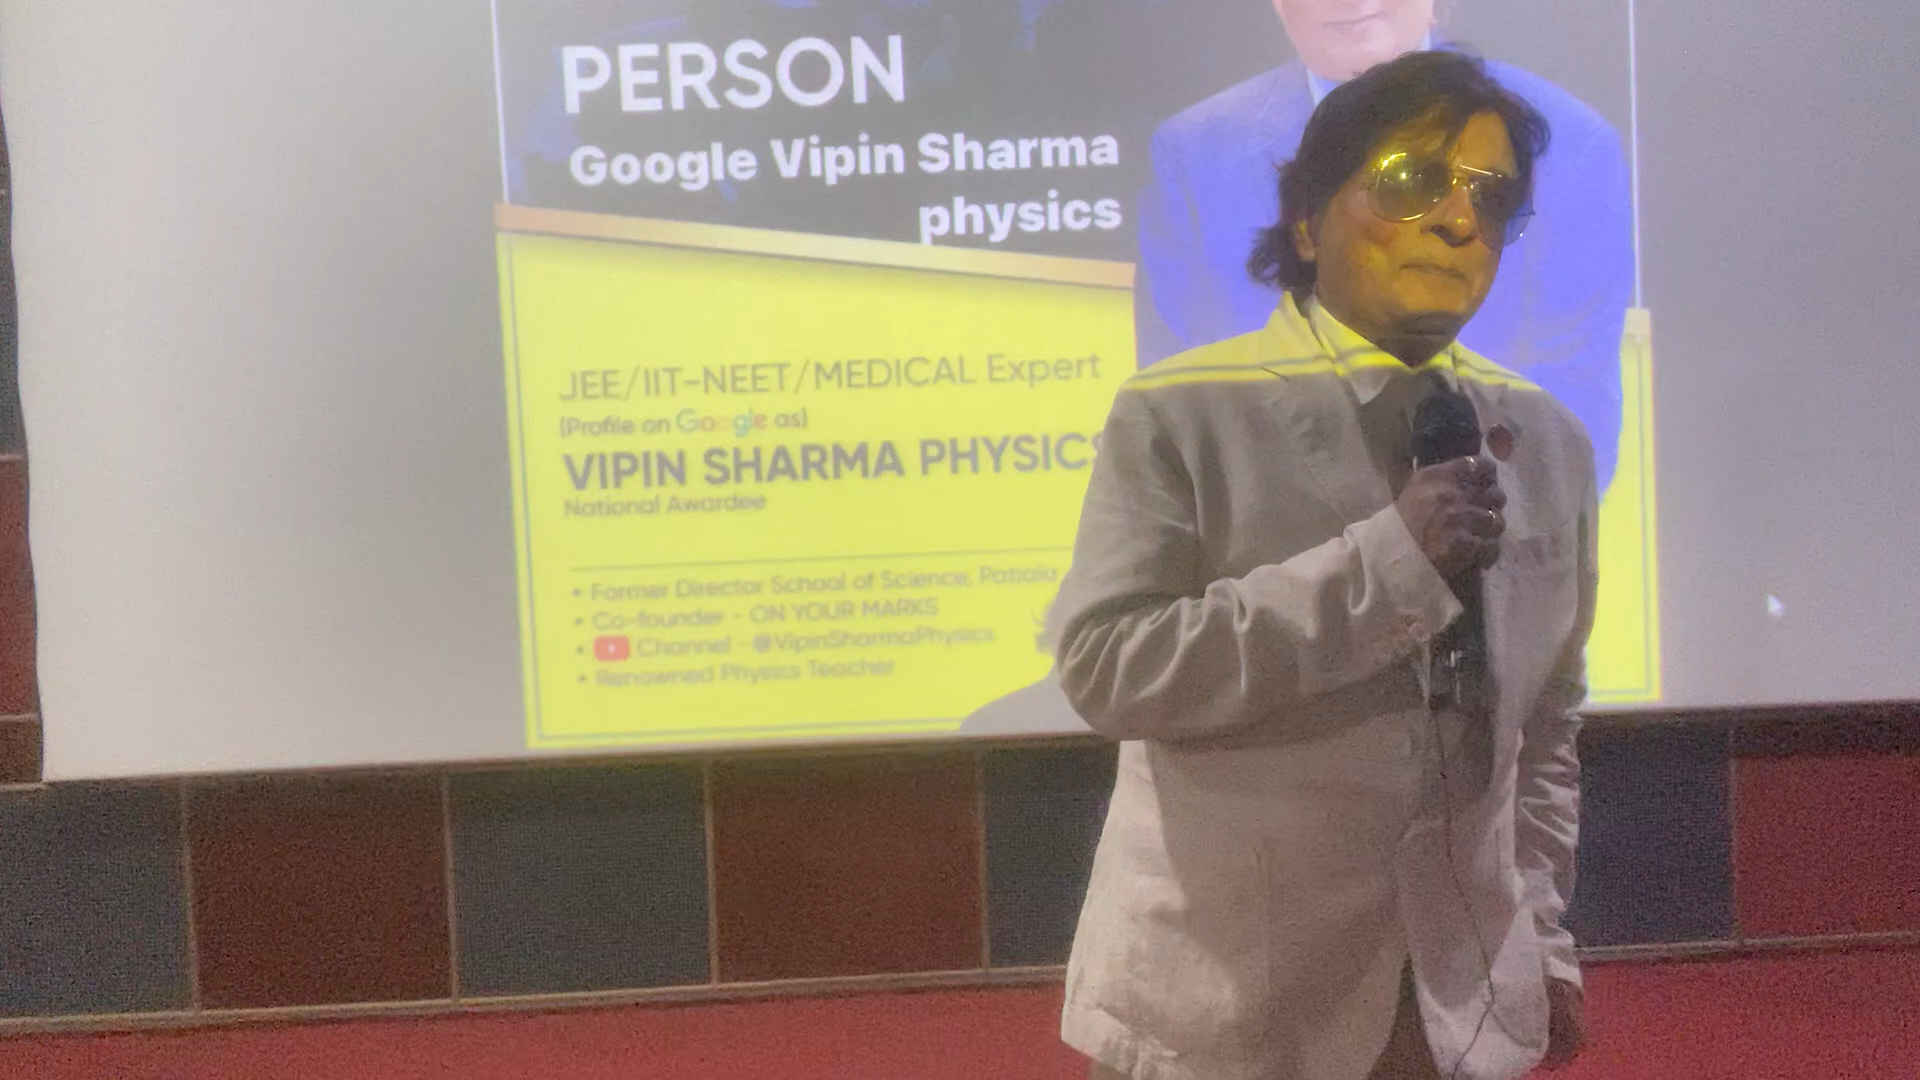 PERSON
Google Vipin Sharma
physics
JEE/IIT-NEET/MEDICAL Expert
(Profile on Google as)
VIPIN SHARMA PHYSICS
National Awardee
• Former Director School of Science, Patiala
• Co-founder - ON YOUR MARKS
• Channel - @VipinSharmaPhysics
• Renowned Physics Teacher